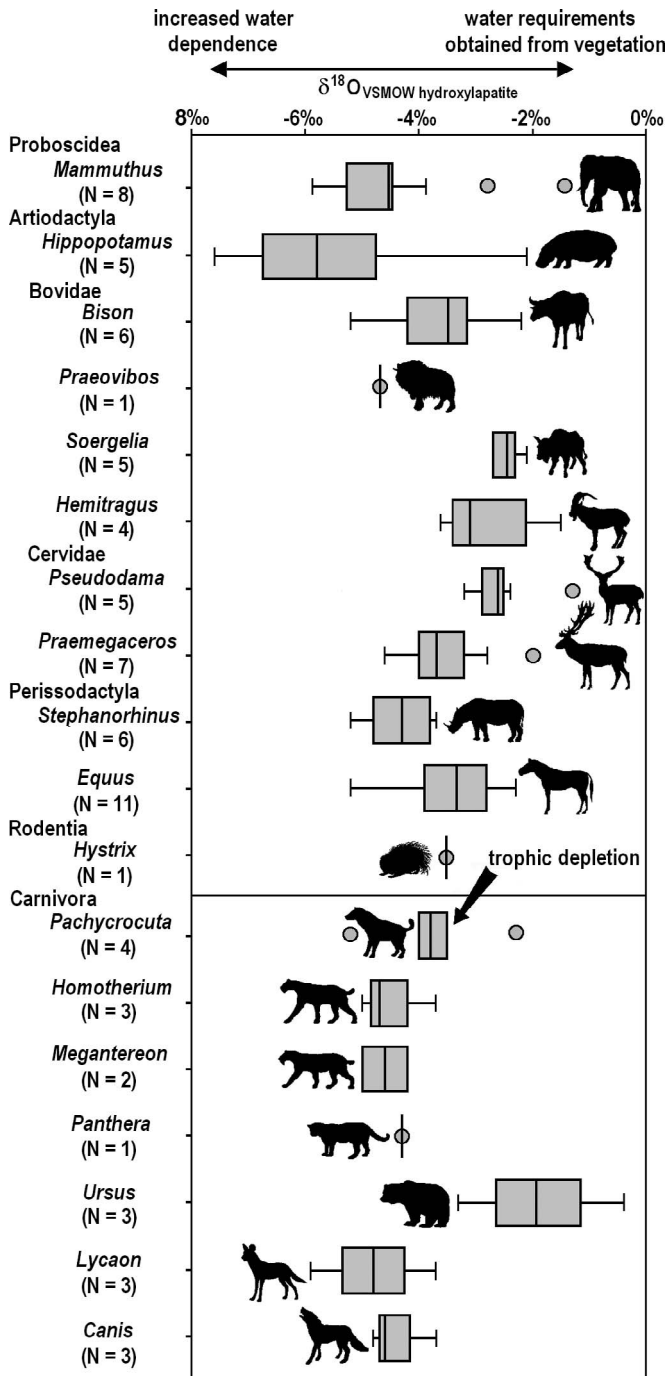 increased water
dependence
water requirements
obtained from vegetation
δ18OVSMOW hydroxylapatite
8‰ -6‰ -4‰ -2‰ 0‰
Proboscidea
Mammuthus
(N = 8)
Artiodactyla
Hippopotamus
(N = 5)
Bovidae
Bison
(N = 6)
Praeovibos
(N = 1)
Soergelia
(N = 5)
Hemitragus
(N = 4)
Cervidae
Pseudodama
(N = 5)
Praemegaceros
(N = 7)
Perissodactyla
Stephanorhinus
(N = 6)
Equus
(N = 11)
Rodentia
Hystrix
(N = 1)
trophic depletion
Carnivora
Pachycrocuta
(N = 4)
Homotherium
(N = 3)
Megantereon
(N = 2)
Panthera
(N = 1)
Ursus
(N = 3)
Lycaon
(N = 3)
Canis
(N = 3)